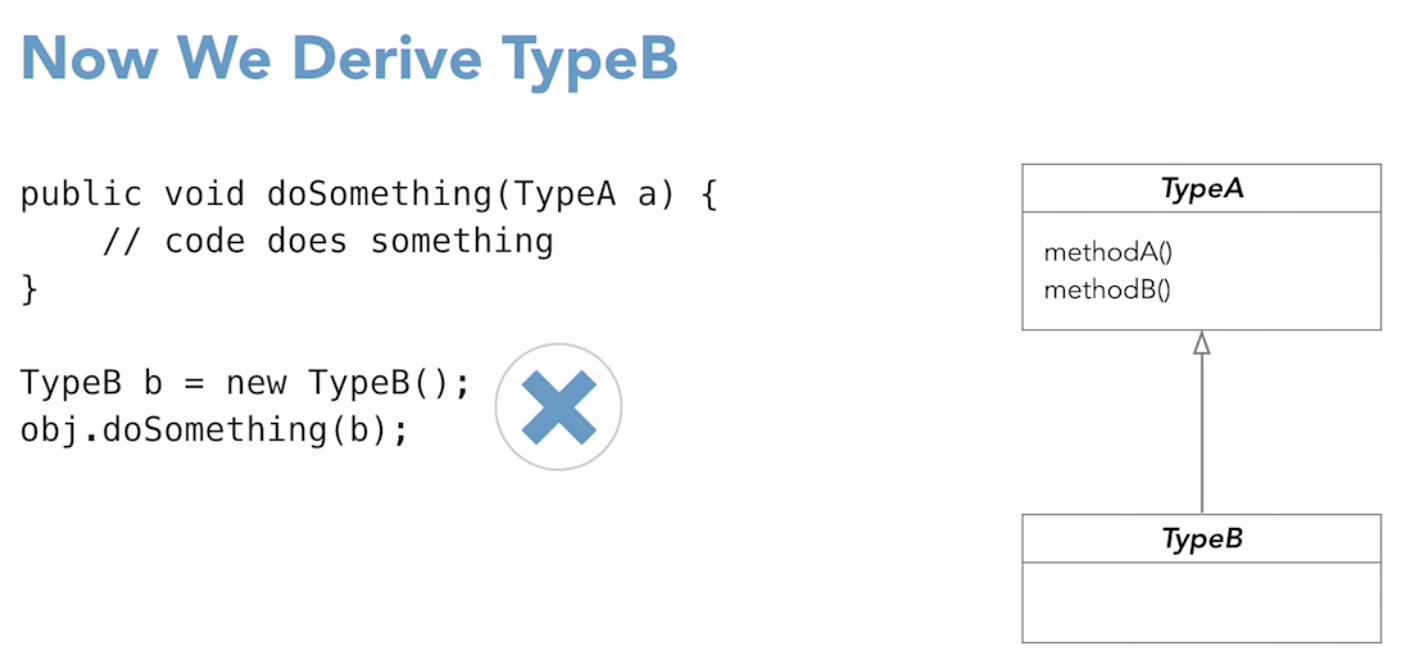 Now We Derive TypeB
public void doSomething(TypeA a) {
    // code does something
}
TypeB b = new TypeB();
obj.doSomething(b);
TypeA
methodA()
methodB()
TypeB